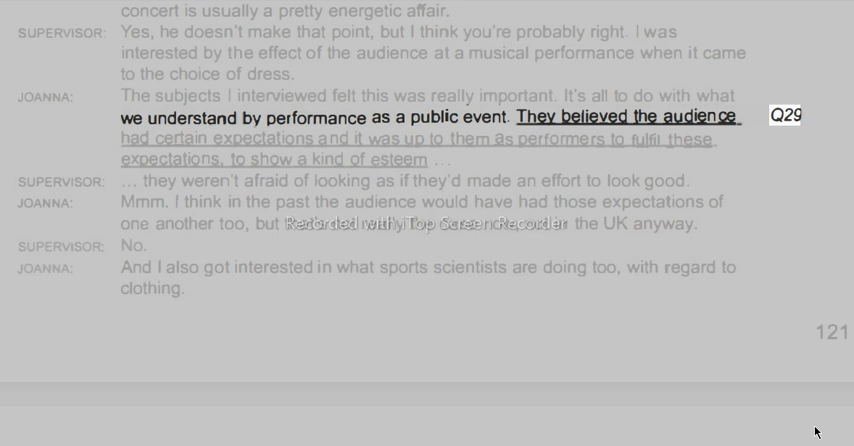 concert is usually a pretty energetic affair.
SUPERVISOR: Yes, he doesn't make that point, but I think you're probably right. I was
interested by the effect of the audience at a musical performance when it came
to the choice of dress.
JOANNA: The subjects I interviewed felt this was really important. It's all to do with what
we understand by performance as a public event. They believed the audience Q29
had certain expectations and it was up to them as performers to fulfil these
expectations, to show a kind of esteem ...
SUPERVISOR: ... they weren't afraid of looking as if they'd made an effort to look good.
JOANNA: Mmm. I think in the past the audience would have had those expectations of
one another too, but the UK anyway.
Recorded with iTop Screen Recorder
SUPERVISOR: No.
JOANNA: And I also got interested in what sports scientists are doing too, with regard to
clothing.
121